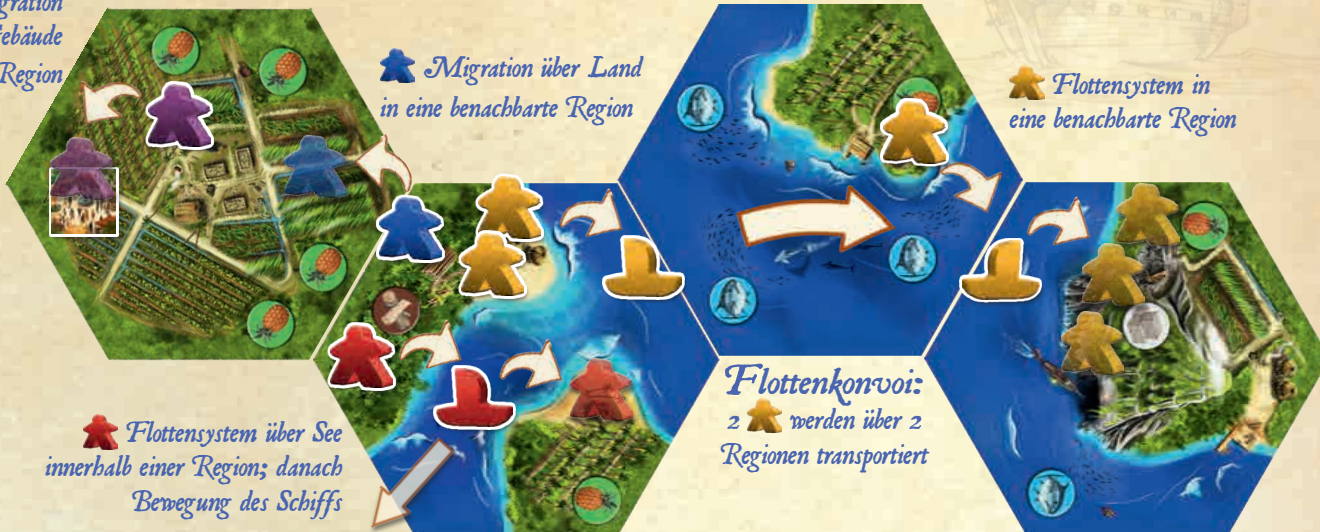 gration
ebäude
Region
Migration über Land
in eine benachbarte Region
Flottensystem in
eine benachbarte Region
Flottensystem über See
innerhalb einer Region; danach
Bewegung des Schiffs
Flottenkonvoi:
2 werden über 2
Regionen transportiert